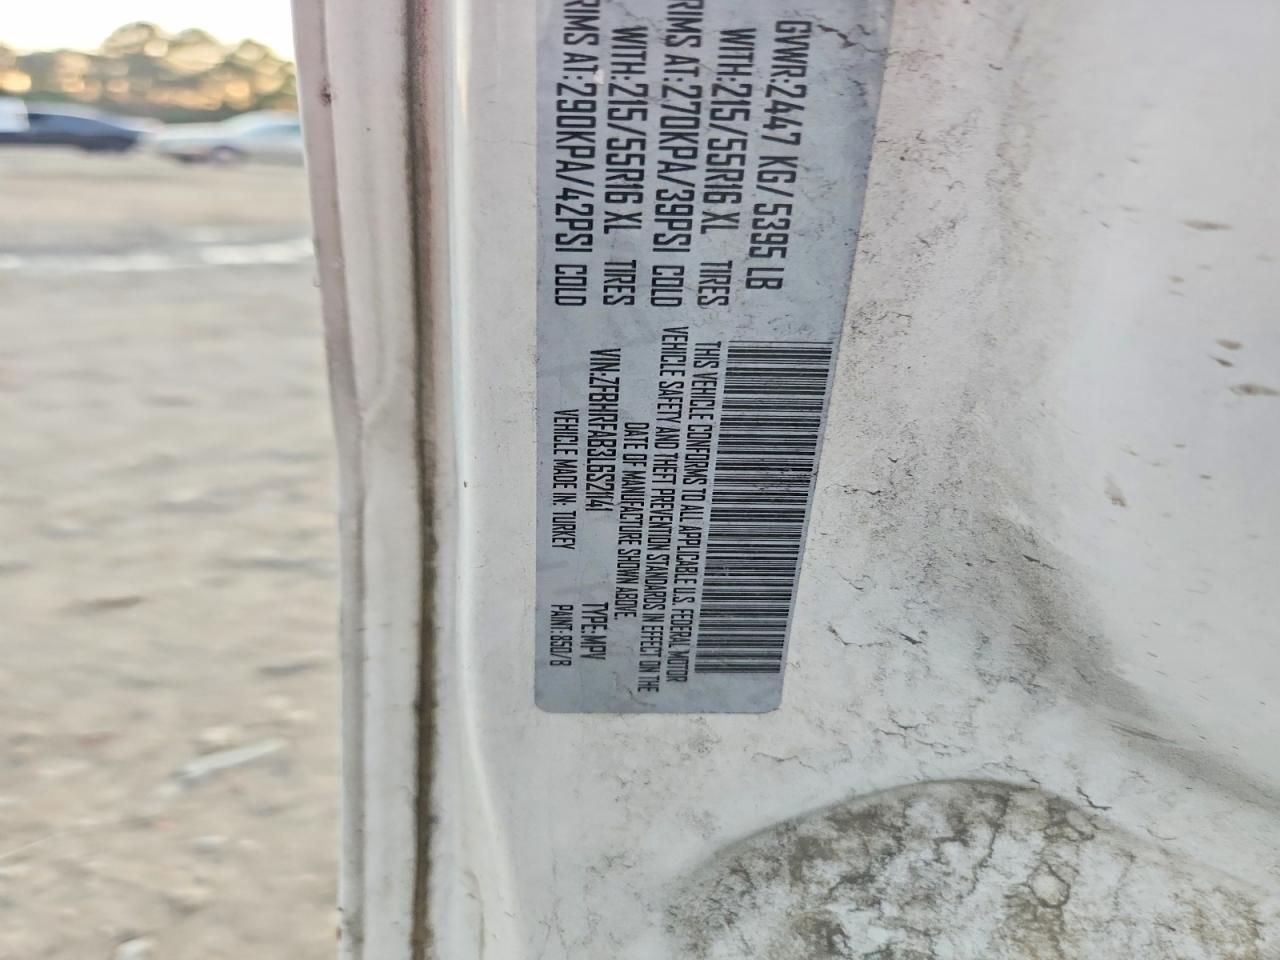 GVWR:2447 KG/ 5395 LB
WITH:215/55R16 XL TIRES
RIMS AT:270KPA/39PSI COLD
WITH:215/55R16 XL TIRES
RIMS AT:290KPA/42PSI COLD
THIS VEHICLE CONFORMS TO ALL APPLICABLE U.S. FEDERAL MOTOR
VEHICLE SAFETY AND THEFT PREVENTION STANDARDS IN EFFECT ON THE
DATE OF MANUFACTURE SHOWN ABOVE.
VIN:ZFBHRFAB3L6S21141 TYPE: MPV
VEHICLE MADE IN: TURKEY PAINT:850/B